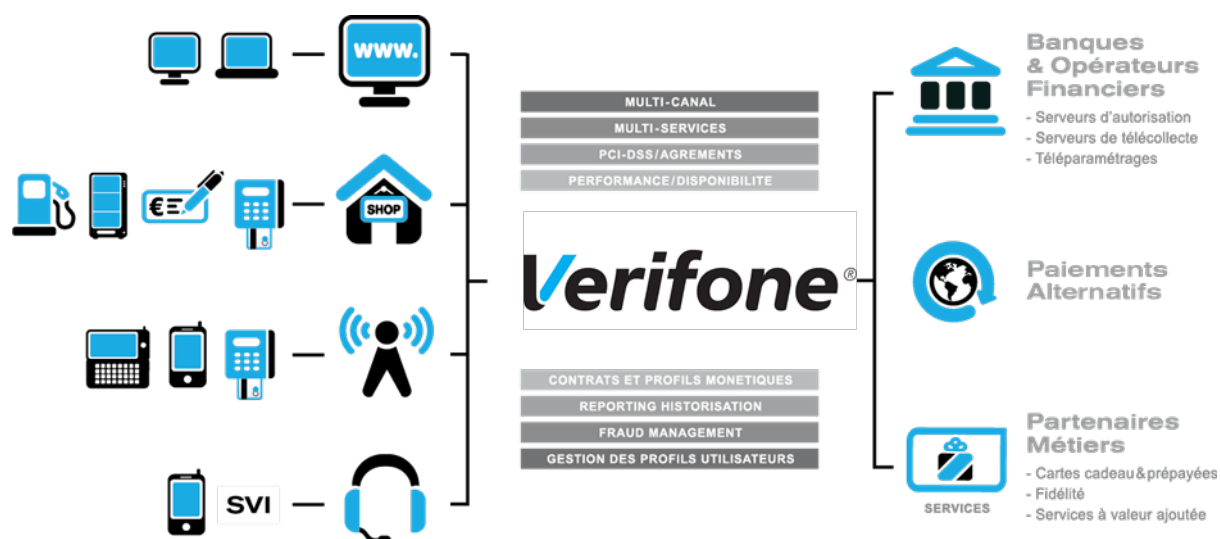 www.
€
SHOP
SVI
MULTI-CANAL
MULTI-SERVICES
PCI-DSS/AGREMENTS
PERFORMANCE/DISPONIBILITE
Verifone®
CONTRATS ET PROFILS MONETIQUES
REPORTING HISTORISATION
FRAUD MANAGEMENT
GESTION DES PROFILS UTILISATEURS
Banques
& Opérateurs
Financiers
- Serveurs d'autorisation
- Serveurs de télécollecte
- Téléparamétrages
Paiements
Alternatifs
SERVICES
Partenaires
Métiers
- Cartes cadeau&prépayées
- Fidélité
- Services à valeur ajoutée